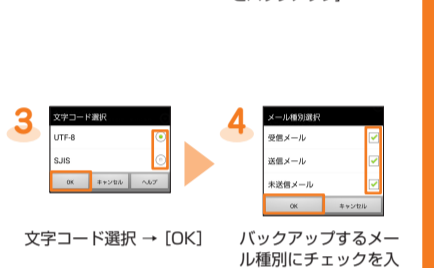 3
文字コード選択
UTF-8
SJIS
OK キャンセル ヘルプ
文字コード選択 → [OK]
4
メール種別選択
受信メール
送信メール
未送信メール
OK キャンセル
バックアップするメー
ル種別にチェックを入